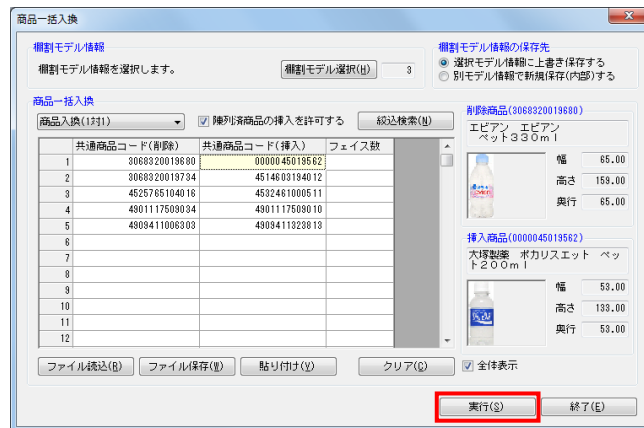 商品一括入換
棚割モデル情報
棚割モデル情報を選択します。
棚割モデル選択(H)
3
棚割モデル情報の保存先
選択モデル情報に上書き保存する
別モデル情報で新規保存(内部)する
商品一括入換
商品入換(1対1)
陳列済商品の挿入を許可する
絞込検索(N)
共通商品コード(削除) 共通商品コード(挿入) フェイス数
1 3068320019680 0000045019562
2 3068320019734 4514603194012
3 4525765104016 4532461000511
4 4901117509034 4901117509010
5 4909411006303 4909411323813
6
7
8
9
10
11
12
削除商品(3068320019680)
エビアン エビアン
ペット330ml
幅 65.00
高さ 159.00
奥行 65.00
挿入商品(0000045019562)
大塚製薬 ポカリスエット ペッ
ト200ml
幅 53.00
高さ 133.00
奥行 53.00
ファイル読込(R)
ファイル保存(W)
貼り付け(V)
クリア(C)
全体表示
実行(S)
終了(E)